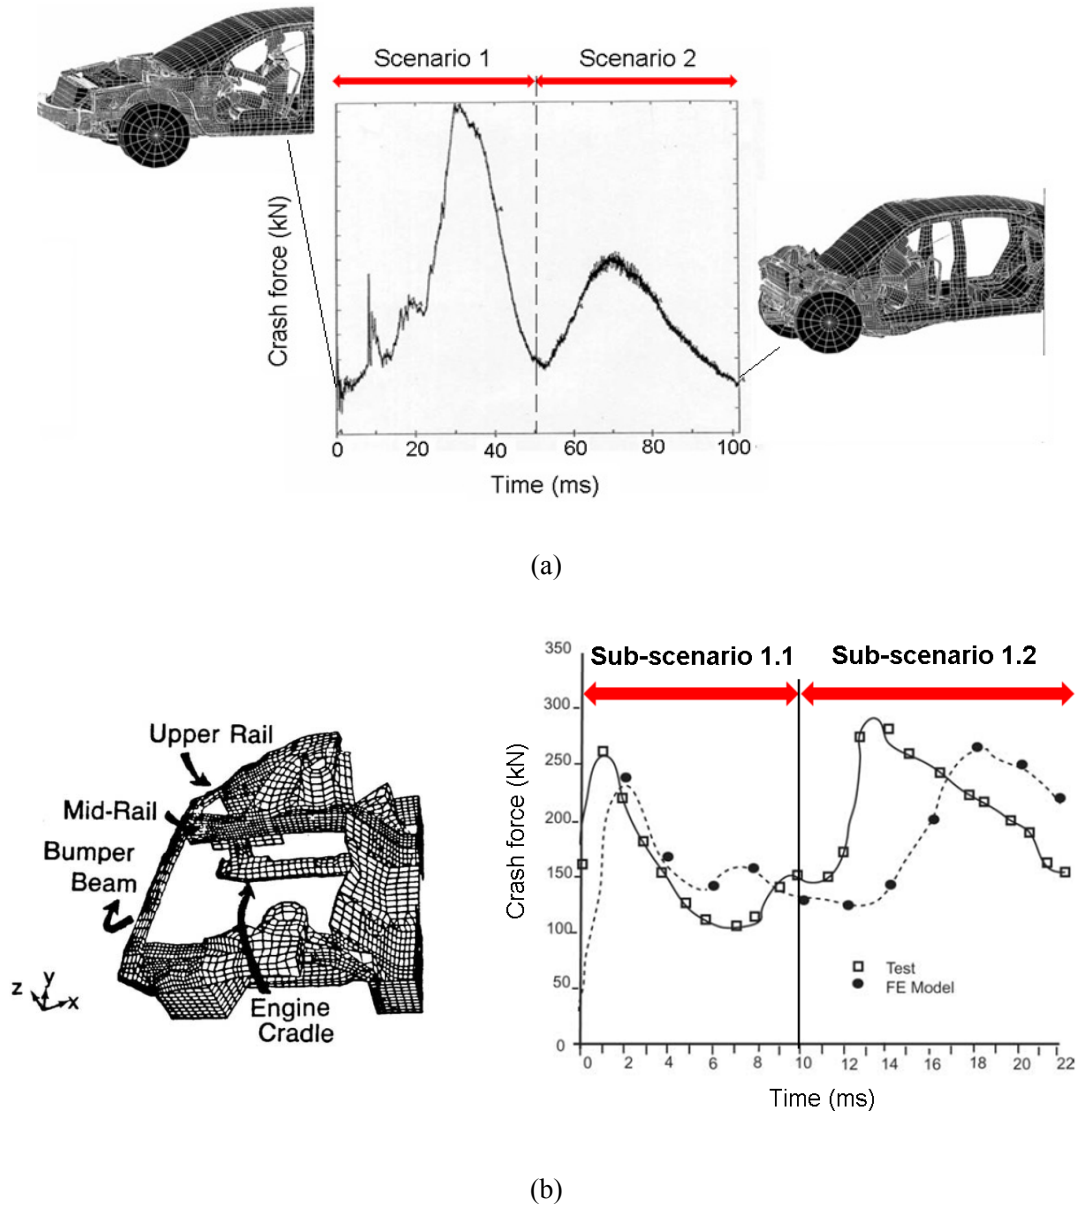 Scenario 1
Scenario 2
Crash force (kN)
0
20
40
60
80
100
Time (ms)
(a)
Upper Rail
Mid-Rail
Bumper
Beam
Engine
Cradle
z
y
x
Sub-scenario 1.1
Sub-scenario 1.2
350
300
250
200
150
100
50
0
Crash force (kN)
Test
FE Model
0
2
4
6
8
10
12
14
16
18
20
22
Time (ms)
(b)